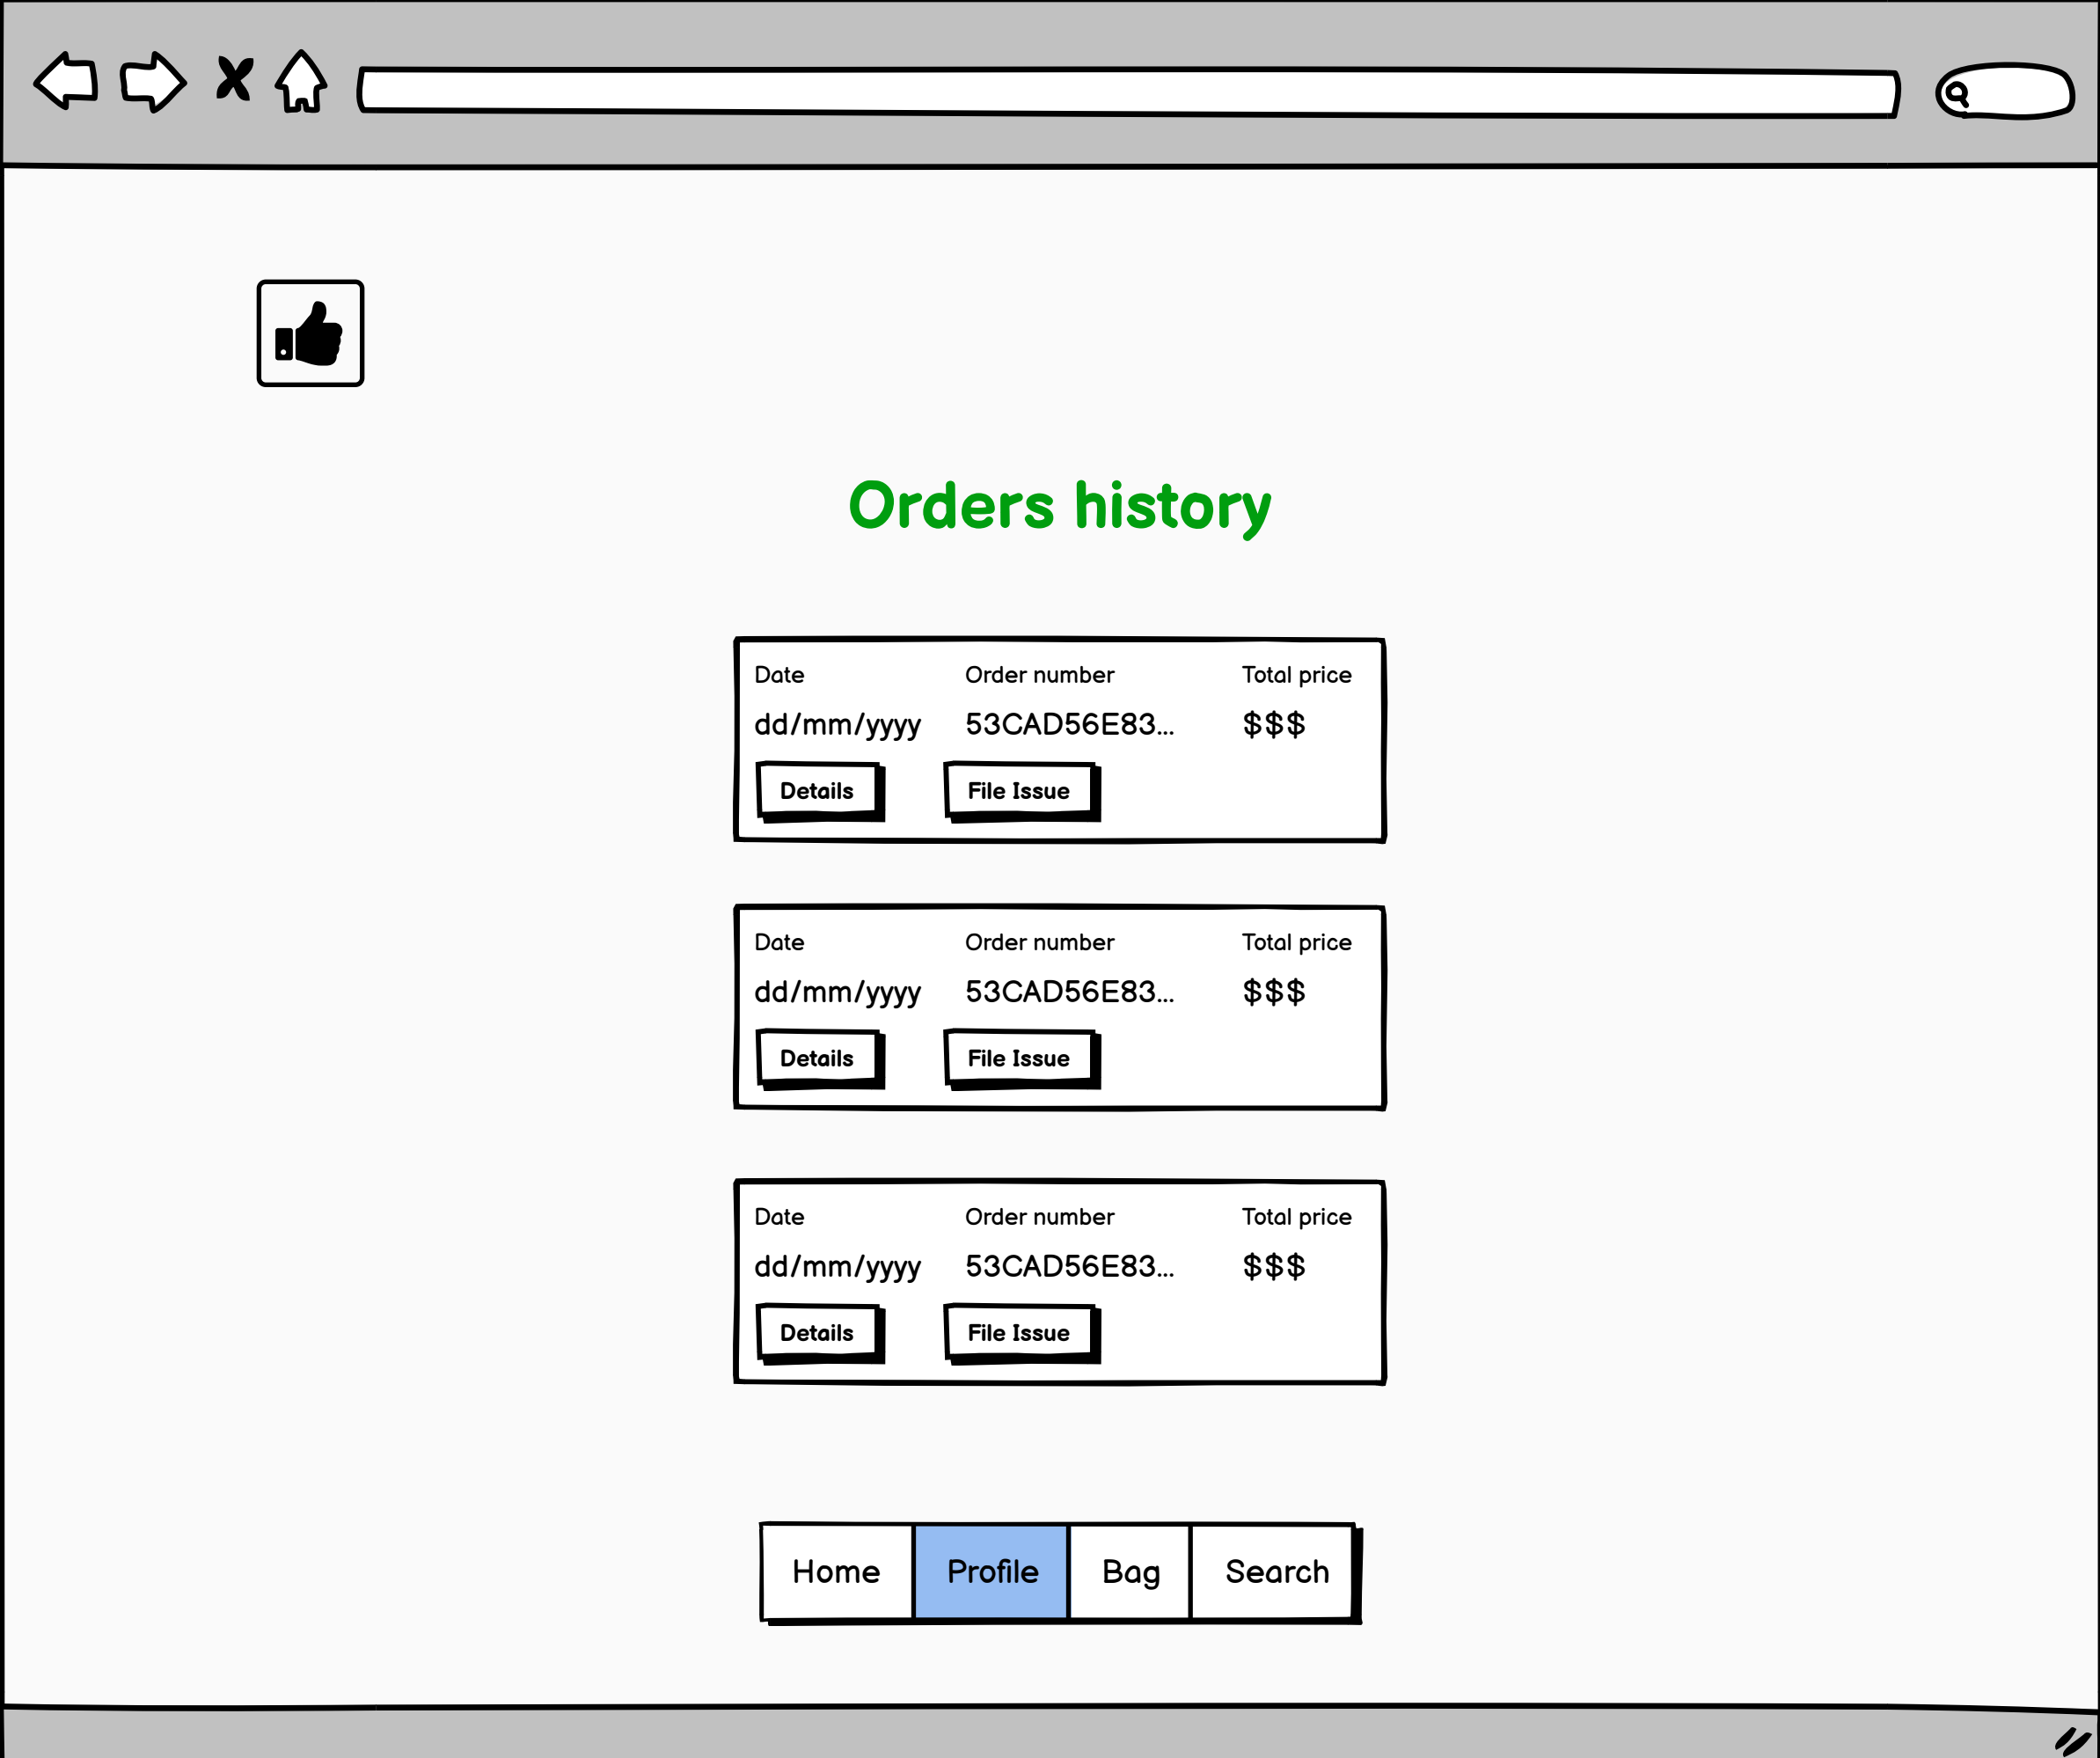 Orders history
Date Order number Total price
dd/mm/yyyy 53CAD56E83... $$$
Details File Issue
Date Order number Total price
dd/mm/yyyy 53CAD56E83... $$$
Details File Issue
Date Order number Total price
dd/mm/yyyy 53CAD56E83... $$$
Details File Issue
Home Profile Bag Search